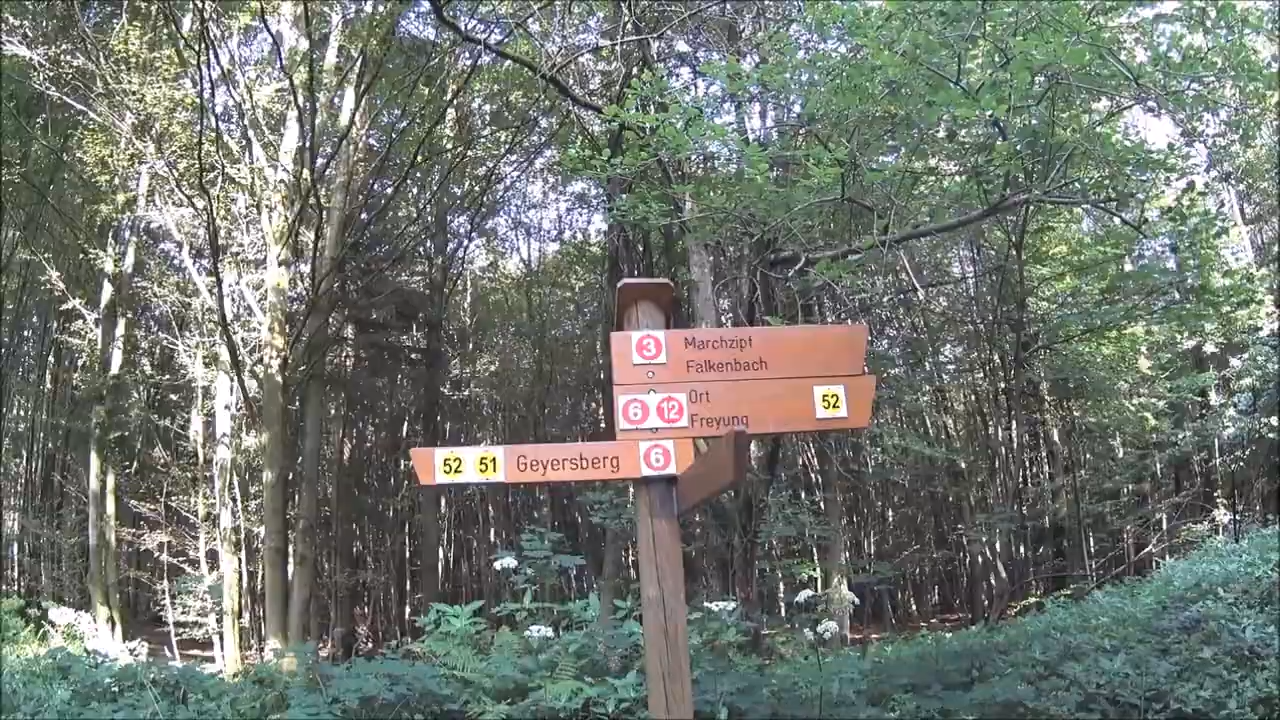 3 Marchzipf
Falkenbach
6 12 Ort 52
Freyung
52 51 Geyersberg 6